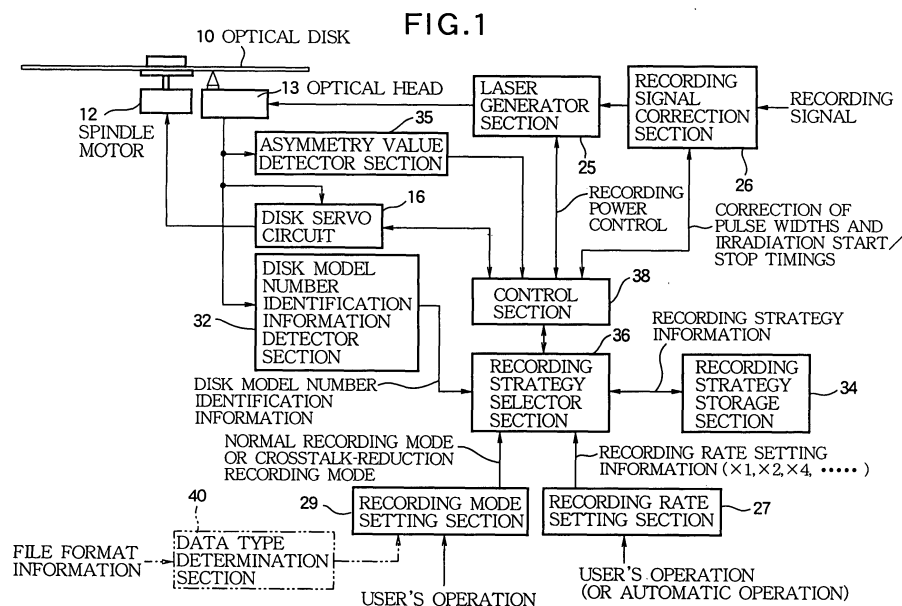 FIG.1
10 OPTICAL DISK
13 OPTICAL HEAD
12
SPINDLE
MOTOR
LASER
GENERATOR
SECTION
25
RECORDING
SIGNAL
CORRECTION
SECTION
26
RECORDING
SIGNAL
35
ASYMMETRY VALUE
DETECTOR SECTION
16
DISK SERVO
CIRCUIT
RECORDING
POWER
CONTROL
CORRECTION OF
PULSE WIDTHS AND
IRRADIATION START/
STOP TIMINGS
32
DISK MODEL
NUMBER
IDENTIFICATION
INFORMATION
DETECTOR
SECTION
CONTROL
SECTION
38
DISK MODEL NUMBER
IDENTIFICATION
INFORMATION
36
RECORDING
STRATEGY
SELECTOR
SECTION
RECORDING STRATEGY
INFORMATION
RECORDING
STRATEGY
STORAGE
SECTION
34
NORMAL RECORDING MODE
OR CROSSTALK-REDUCTION
RECORDING MODE
RECORDING RATE SETTING
INFORMATION (×1, ×2, ×4, ·····)
29
RECORDING MODE
SETTING SECTION
RECORDING RATE
SETTING SECTION
27
40
FILE FORMAT
INFORMATION
DATA TYPE
DETERMINATION
SECTION
USER'S OPERATION
USER'S OPERATION
(OR AUTOMATIC OPERATION)